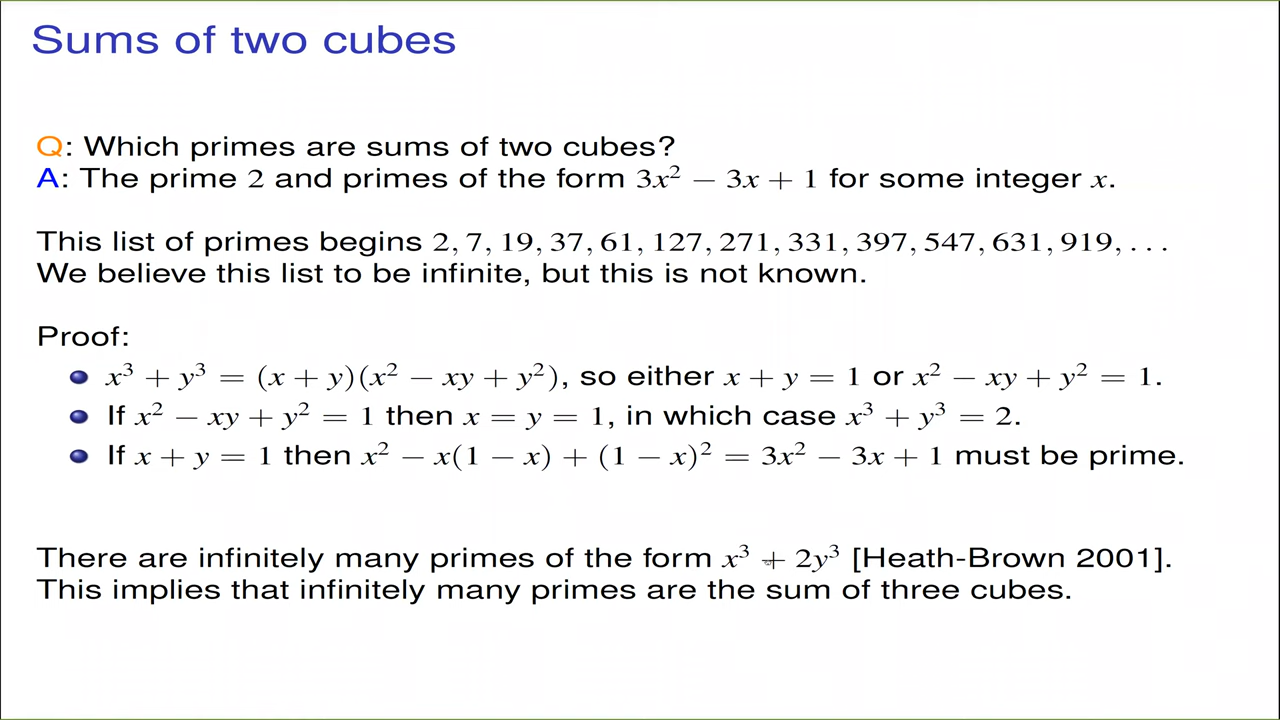 Sums of two cubes
Q: Which primes are sums of two cubes?
A: The prime 2 and primes of the form 3x² − 3x + 1 for some integer x.
This list of primes begins 2, 7, 19, 37, 61, 127, 271, 331, 397, 547, 631, 919, . . .
We believe this list to be infinite, but this is not known.
Proof:
x³ + y³ = (x + y)(x² − xy + y²), so either x + y = 1 or x² − xy + y² = 1.
If x² − xy + y² = 1 then x = y = 1, in which case x³ + y³ = 2.
If x + y = 1 then x² − x(1 − x) + (1 − x)² = 3x² − 3x + 1 must be prime.
There are infinitely many primes of the form x³ + 2y³ [Heath-Brown 2001].
This implies that infinitely many primes are the sum of three cubes.